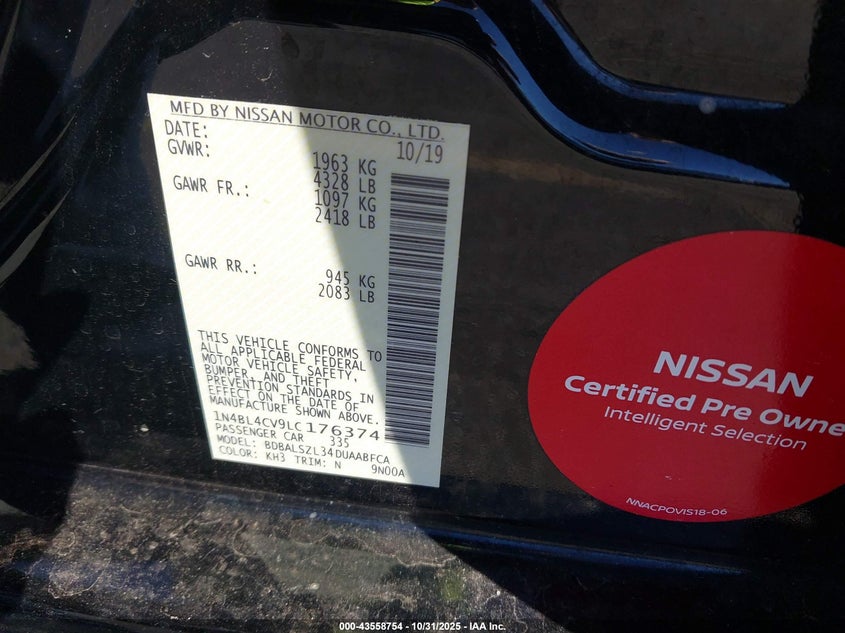 MFD BY NISSAN MOTOR CO., LTD.
DATE: 10/19
GVWR: 1963 KG
4328 LB
GAWR FR.: 1097 KG
2418 LB
GAWR RR.: 945 KG
2083 LB
THIS VEHICLE CONFORMS TO
ALL APPLICABLE FEDERAL
MOTOR VEHICLE SAFETY,
BUMPER, AND THEFT
PREVENTION STANDARDS IN
EFFECT ON THE DATE OF
MANUFACTURE SHOWN ABOVE.
1N4BL4CV9LC176374
PASSENGER CAR 335
MODEL: BDBALSZL34DUAABFCA
COLOR: KH3 TRIM: N 9N00A
NISSAN
Certified Pre Owne
Intelligent Selection
NNACPOVIS18-06
000-43558754 - 10/31/2025 - IAA Inc.